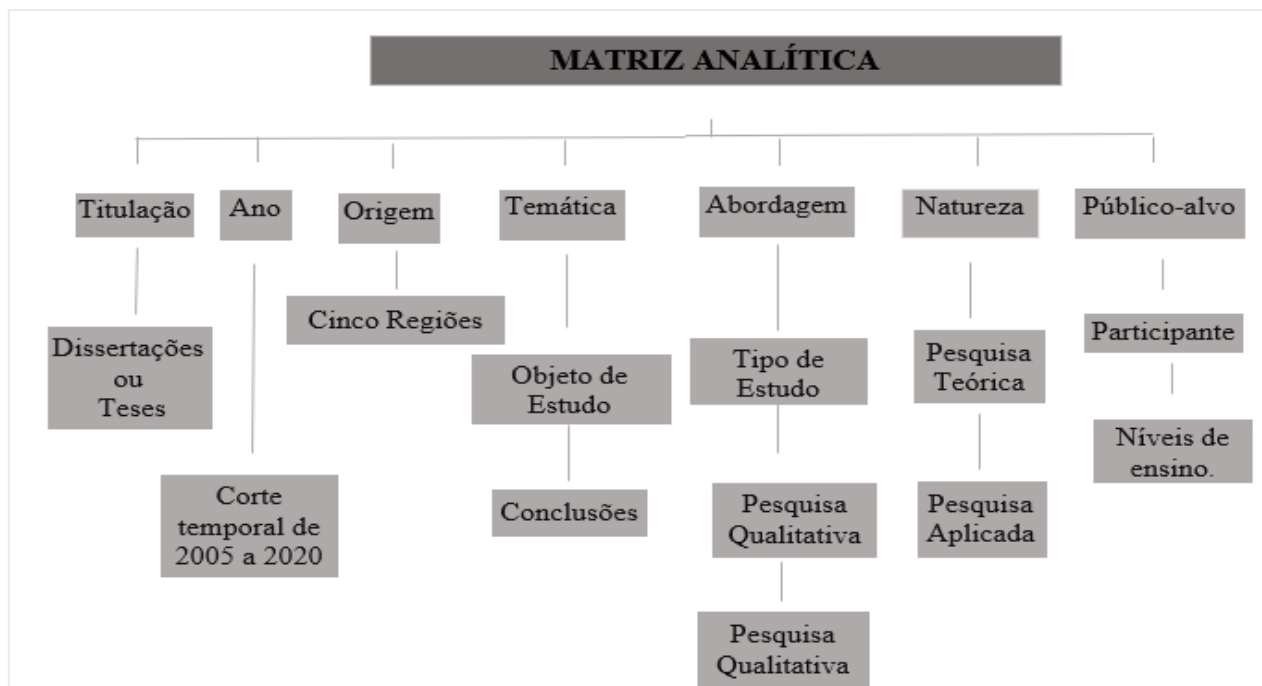 MATRIZ ANALÍTICA
Titulação
Ano
Origem
Temática
Abordagem
Natureza
Público-alvo
Dissertações
ou
Teses
Corte
temporal de
2005 a 2020
Cinco Regiões
Objeto de
Estudo
Conclusões
Tipo de
Estudo
Pesquisa
Qualitativa
Pesquisa
Qualitativa
Pesquisa
Teórica
Pesquisa
Aplicada
Participante
Níveis de
ensino.